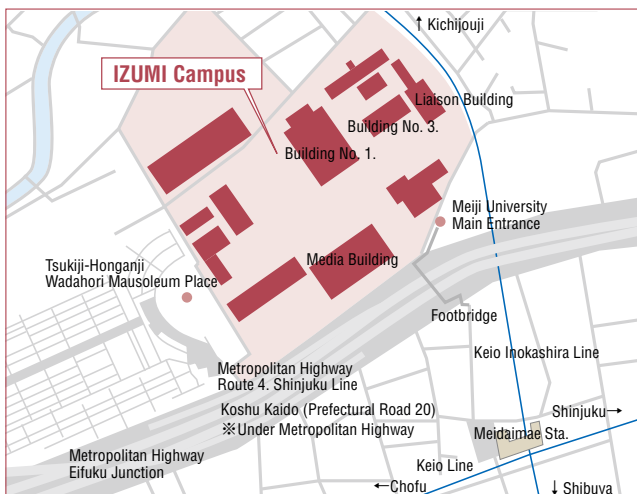 ↑ Kichijouji
IZUMI Campus
Liaison Building
Building No. 3.
Building No. 1.
Meiji University
Main Entrance
Media Building
Tsukiji-Honganji
Wadahori Mausoleum Place
Footbridge
Keio Inokashira Line
Metropolitan Highway
Route 4. Shinjuku Line
Koshu Kaido (Prefectural Road 20)
※Under Metropolitan Highway
Shinjuku→
Meidaimae Sta.
Metropolitan Highway
Eifuku Junction
Keio Line
←Chofu
↓ Shibuya